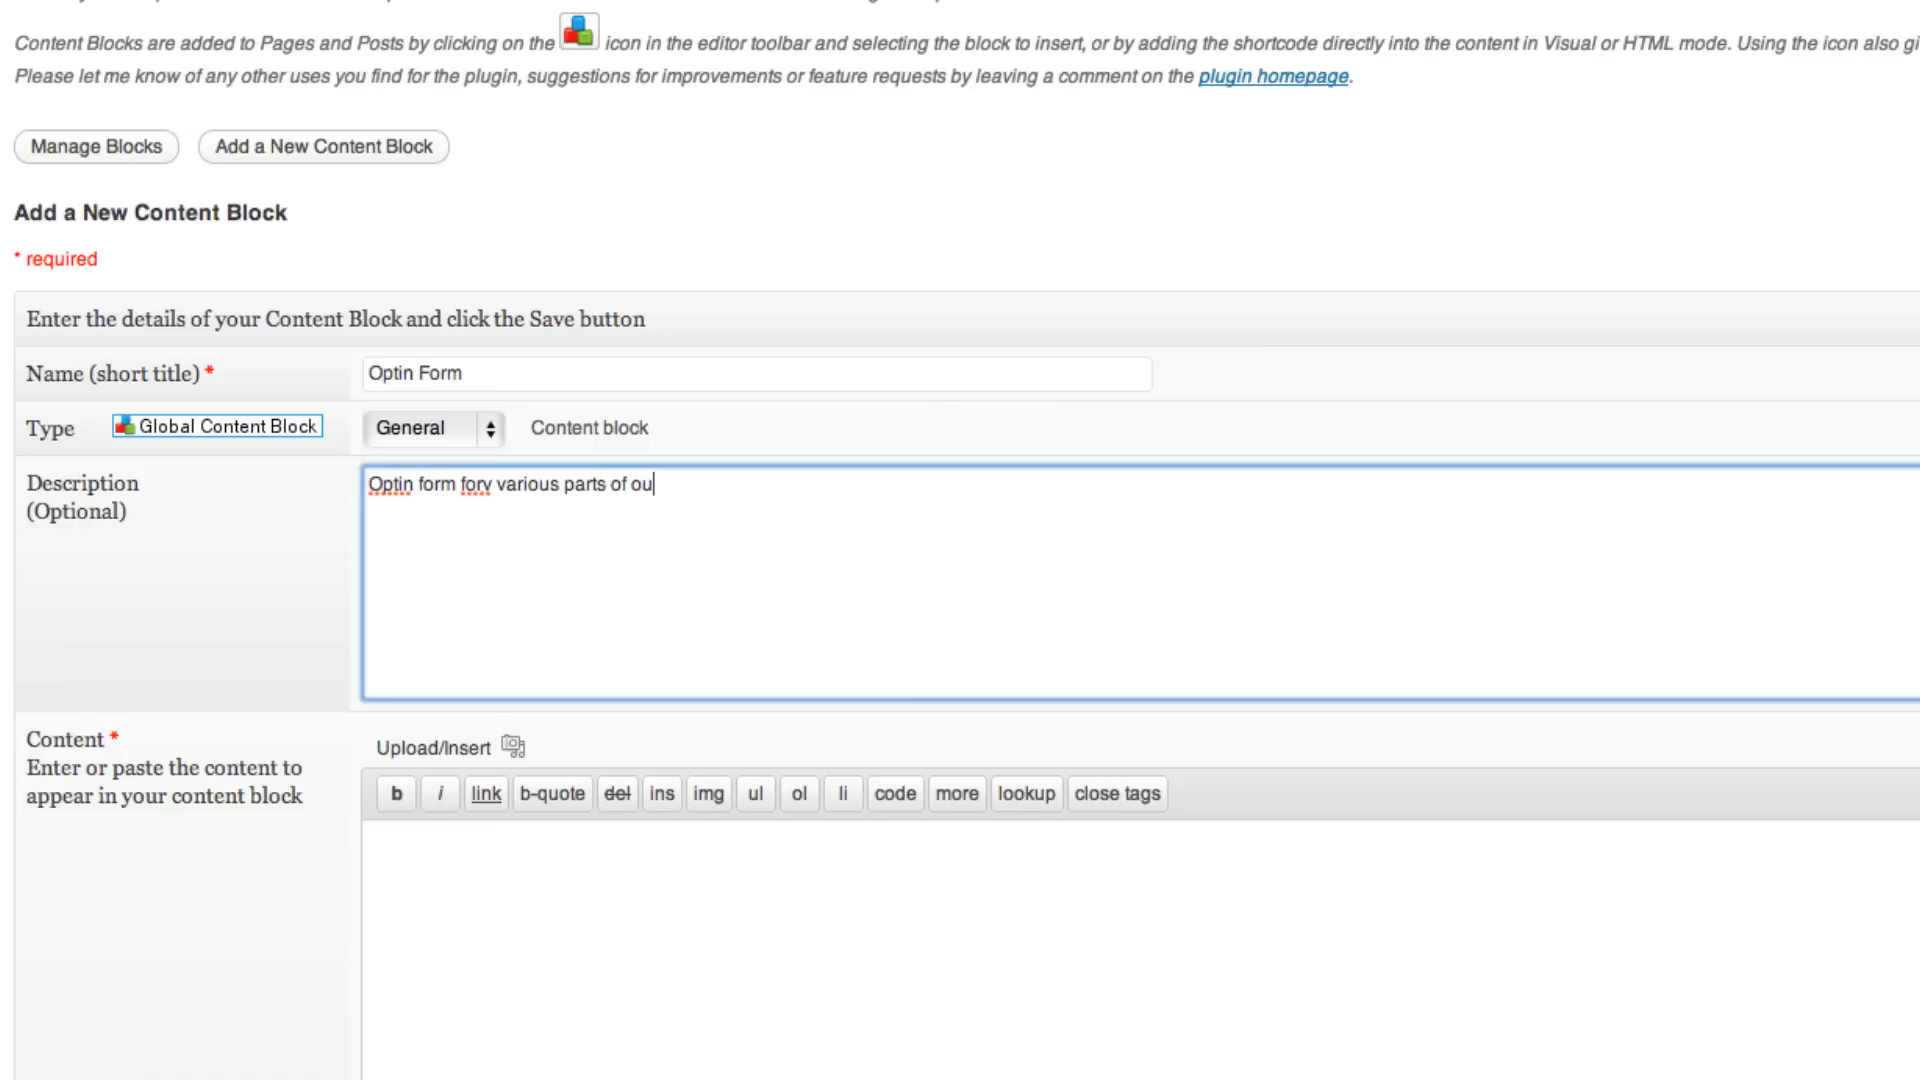 Content Blocks are added to Pages and Posts by clicking on the icon in the editor toolbar and selecting the block to insert, or by adding the shortcode directly into the content in Visual or HTML mode. Using the icon also gi
Please let me know of any other uses you find for the plugin, suggestions for improvements or feature requests by leaving a comment on the plugin homepage.
Manage Blocks Add a New Content Block
Add a New Content Block
* required
Enter the details of your Content Block and click the Save button
Name (short title) * Optin Form
Type Global Content Block General Content block
Description Optin form forv various parts of ou
(Optional)
Content * Upload/Insert
Enter or paste the content to
appear in your content block
b i link b-quote del ins img ul ol li code more lookup close tags